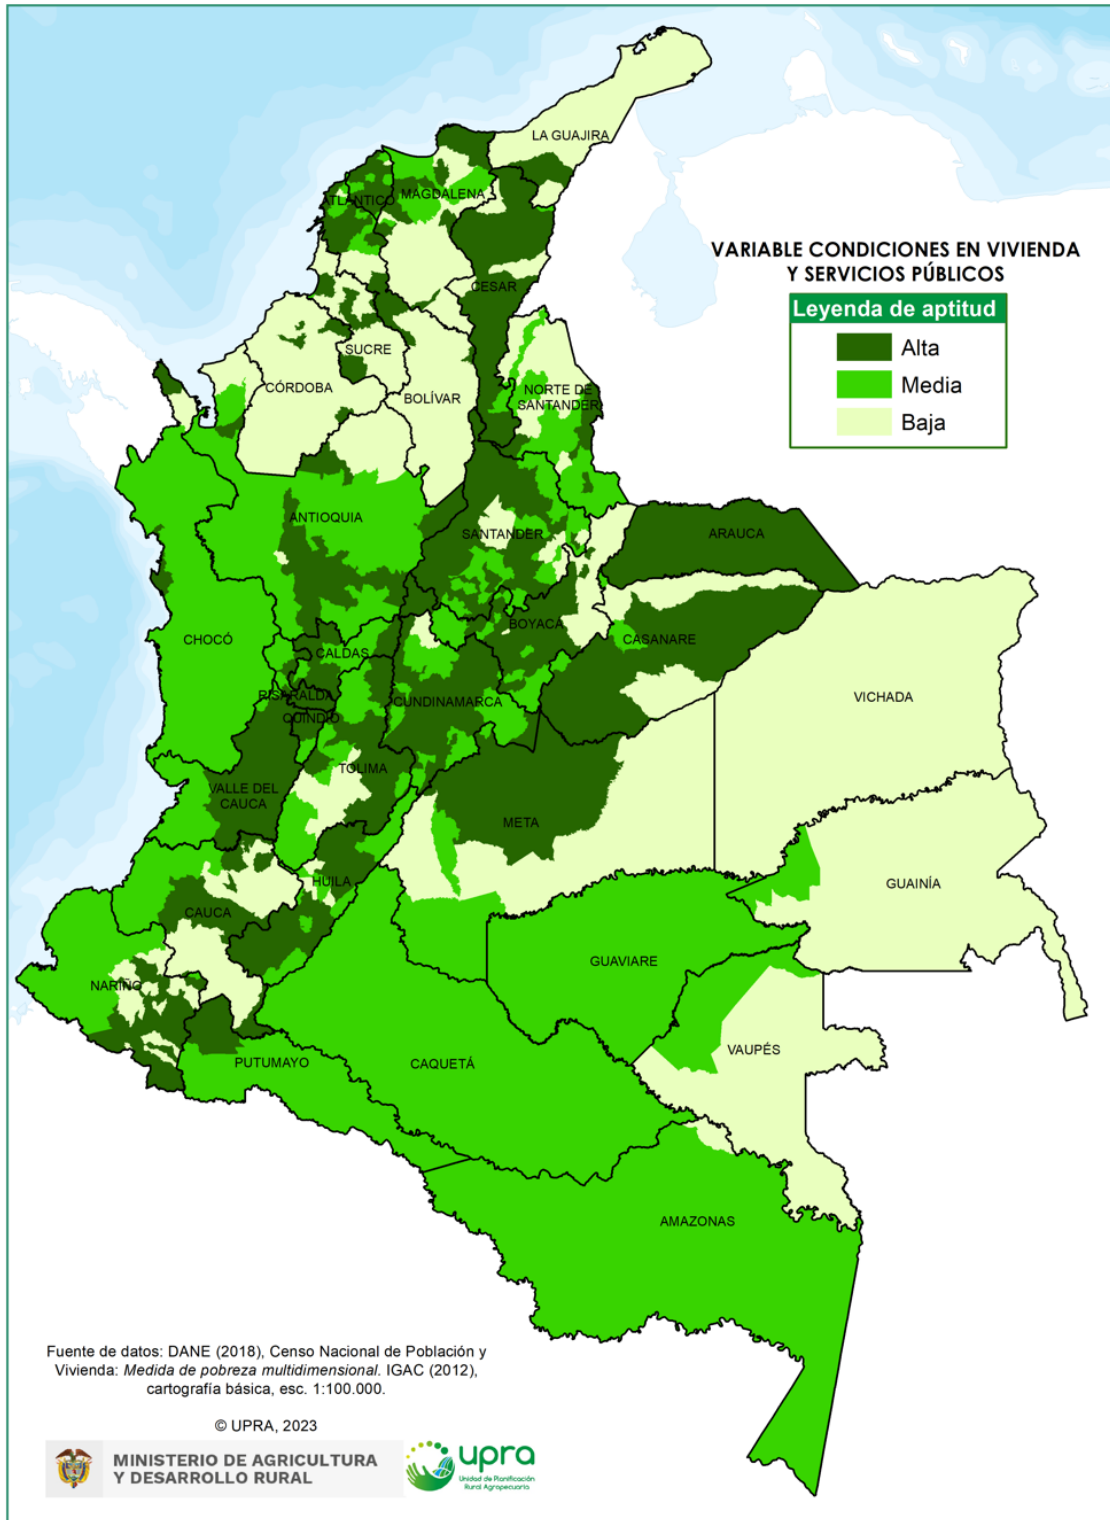 LA GUAJIRA
MAGDALENA
ATLÁNTICO
VARIABLE CONDICIONES EN VIVIENDA
Y SERVICIOS PÚBLICOS
Leyenda de aptitud
Alta
Media
Baja
CESAR
SUCRE
CÓRDOBA
BOLÍVAR
NORTE DE
SANTANDER
ANTIOQUIA
SANTANDER
ARAUCA
CHOCÓ
BOYACÁ
CALDAS
CASANARE
RISARALDA
CUNDINAMARCA
VICHADA
QUINDIO
TOLIMA
VALLE DEL
CAUCA
META
HUILA
GUAINÍA
CAUCA
GUAVIARE
NARIÑO
VAUPÉS
PUTUMAYO
CAQUETÁ
AMAZONAS
Fuente de datos: DANE (2018), Censo Nacional de Población y
Vivienda: Medida de pobreza multidimensional. IGAC (2012),
cartografía básica, esc. 1:100.000.
© UPRA, 2023
MINISTERIO DE AGRICULTURA
Y DESARROLLO RURAL
upra
Unidad de Planificación
Rural Agropecuaria